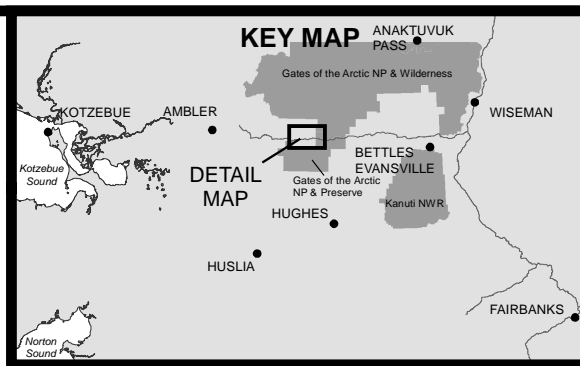 KEY MAP
ANAKTUVUK
PASS
Gates of the Arctic NP & Wilderness
KOTZEBUE
AMBLER
WISEMAN
Kotzebue
Sound
DETAIL
MAP
BETTLES
EVANSVILLE
Gates of the Arctic
NP & Preserve
Kanuti NWR
HUGHES
HUSLIA
FAIRBANKS
Norton
Sound